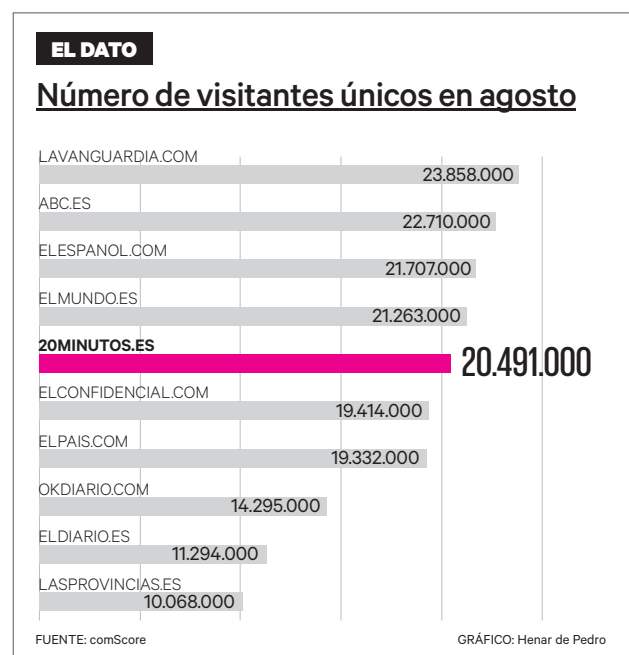 EL DATO
Número de visitantes únicos en agosto
LAVANGUARDIA.COM
23.858.000
ABC.ES
22.710.000
ELESPANOL.COM
21.707.000
ELMUNDO.ES
21.263.000
20MINUTOS.ES
20.491.000
ELCONFIDENCIAL.COM
19.414.000
ELPAIS.COM
19.332.000
OKDIARIO.COM
14.295.000
ELDIARIO.ES
11.294.000
LASPROVINCIAS.ES
10.068.000
FUENTE: comScore
GRÁFICO: Henar de Pedro